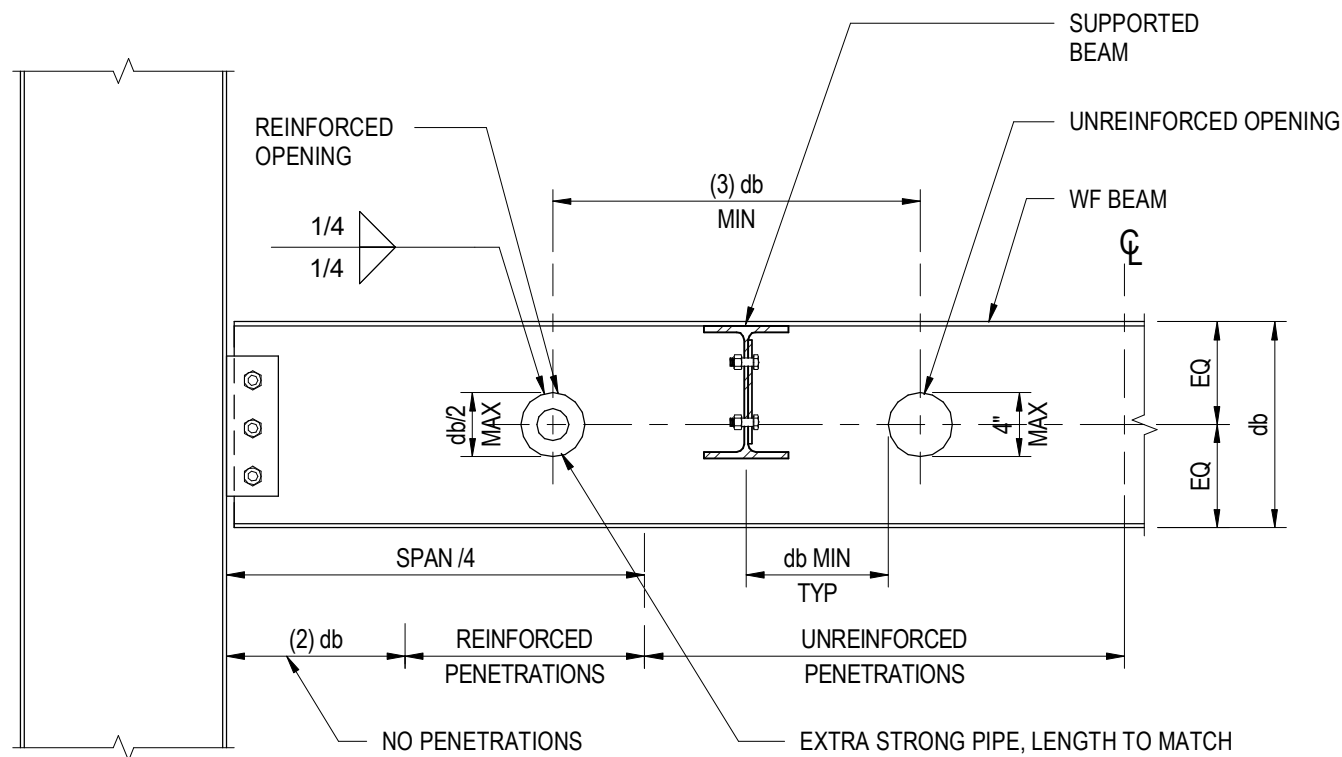 SUPPORTED
BEAM
REINFORCED
OPENING
UNREINFORCED OPENING
(3) db
MIN
WF BEAM
1/4
1/4
℄
db/2
MAX
4"
MAX
EQ
EQ
db
SPAN /4
db MIN
TYP
(2) db
REINFORCED
PENETRATIONS
UNREINFORCED
PENETRATIONS
NO PENETRATIONS
EXTRA STRONG PIPE, LENGTH TO MATCH